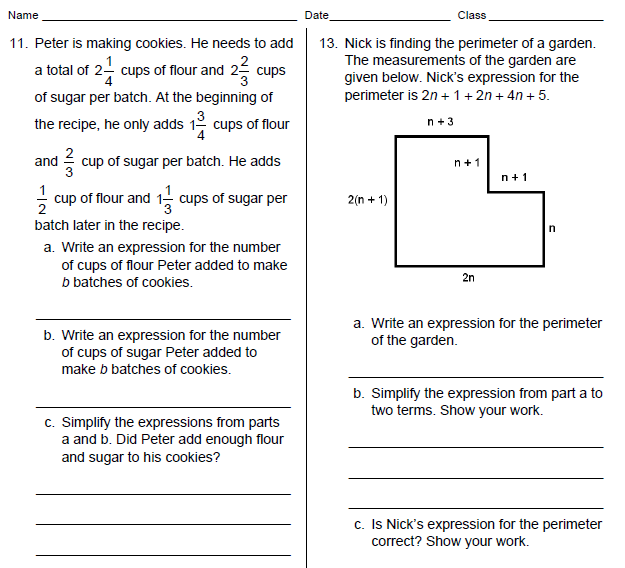 Name Date Class
11. Peter is making cookies. He needs to add
a total of 2 1/4 cups of flour and 2 2/3 cups
of sugar per batch. At the beginning of
the recipe, he only adds 1 3/4 cups of flour
and 2/3 cup of sugar per batch. He adds
1/2 cup of flour and 1 1/3 cups of sugar per
batch later in the recipe.
a. Write an expression for the number
of cups of flour Peter added to make
b batches of cookies.
b. Write an expression for the number
of cups of sugar Peter added to
make b batches of cookies.
c. Simplify the expressions from parts
a and b. Did Peter add enough flour
and sugar to his cookies?
13. Nick is finding the perimeter of a garden.
The measurements of the garden are
given below. Nick's expression for the
perimeter is 2n + 1 + 2n + 4n + 5.
n + 3
n + 1
n + 1
2(n + 1)
n
2n
a. Write an expression for the perimeter
of the garden.
b. Simplify the expression from part a to
two terms. Show your work.
c. Is Nick's expression for the perimeter
correct? Show your work.